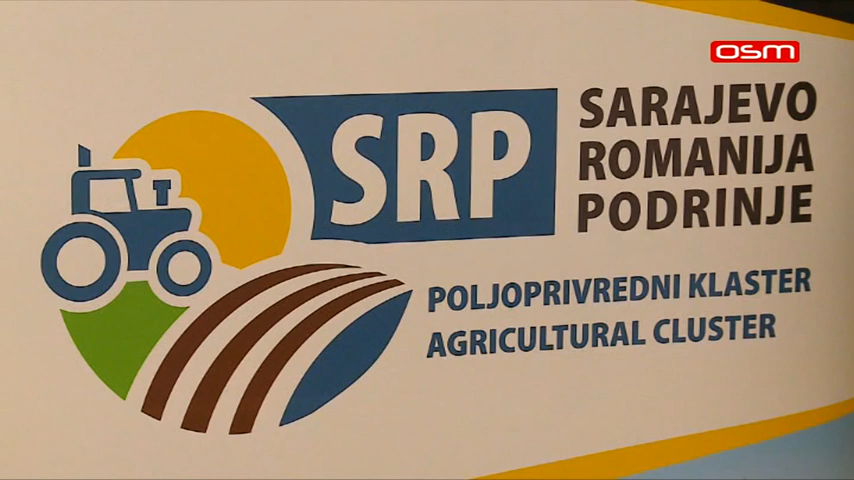 osm
SRP
SARAJEVO
ROMANIJA
PODRINJE
POLJOPRIVREDNI KLASTER
AGRICULTURAL CLUSTER